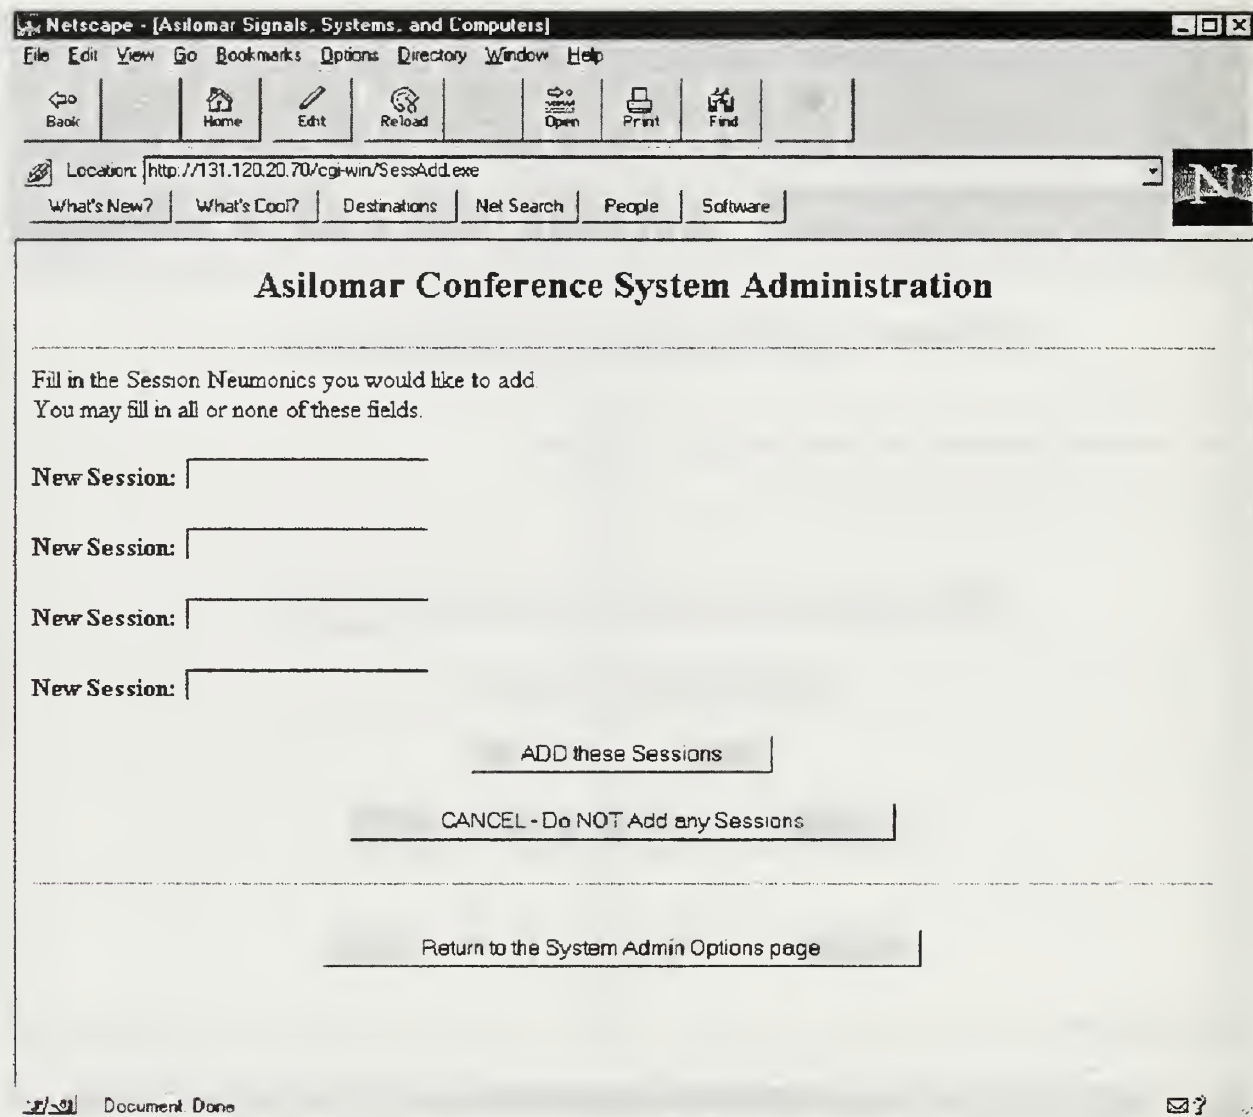 Netscape - [Asilomar Signals, Systems, and Computers]
File Edit View Go Bookmarks Options Directory Window Help
Back Home Edit Reload Open Print Find
Location: http://131.120.20.70/cgi-win/SessAdd.exe
What's New? What's Cool? Destinations Net Search People Software
N
Asilomar Conference System Administration
Fill in the Session Neumonics you would like to add.
You may fill in all or none of these fields.
New Session:
New Session:
New Session:
New Session:
ADD these Sessions
CANCEL - Do NOT Add any Sessions
Return to the System Admin Options page
Document: Done
?